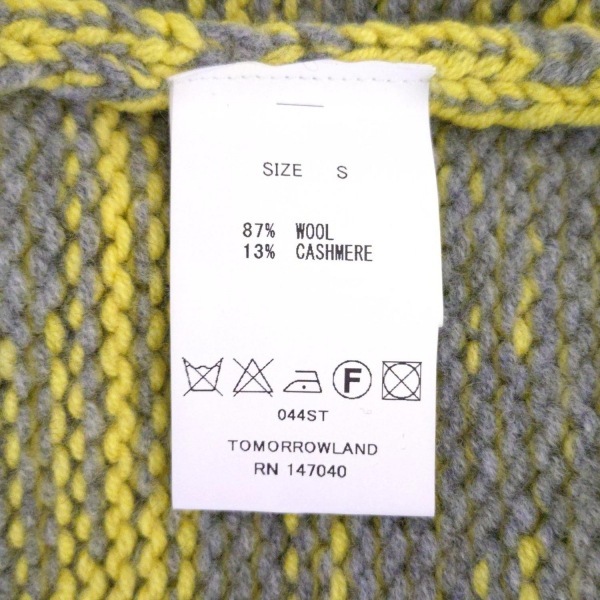 SIZE S
87% WOOL
13% CASHMERE
F
044ST
TOMORROWLAND
RN 147040